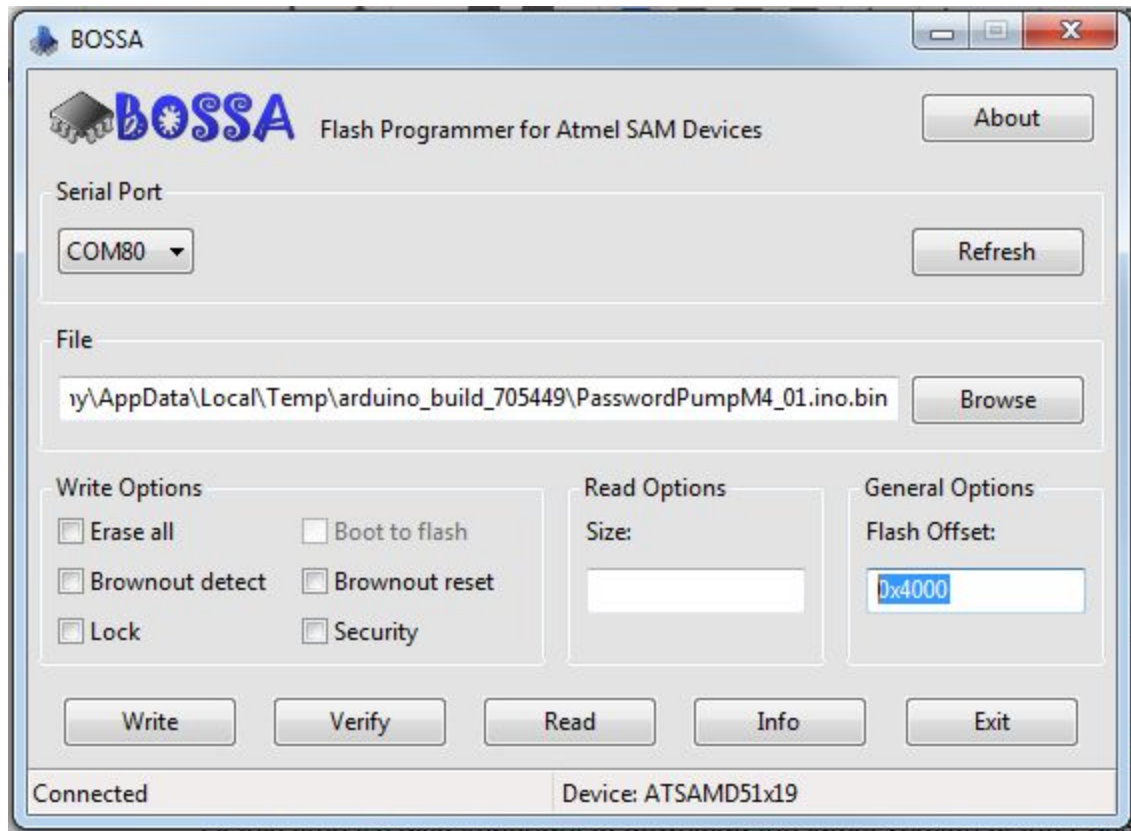 BOSSA
BOSSA Flash Programmer for Atmel SAM Devices About
Serial Port
COM80 Refresh
File
ny\AppData\Local\Temp\arduino_build_705449\PasswordPumpM4_01.ino.bin Browse
Write Options Read Options General Options
Erase all Boot to flash Size: Flash Offset:
Brownout detect Brownout reset 0x4000
Lock Security
Write Verify Read Info Exit
Connected Device: ATSAMD51x19